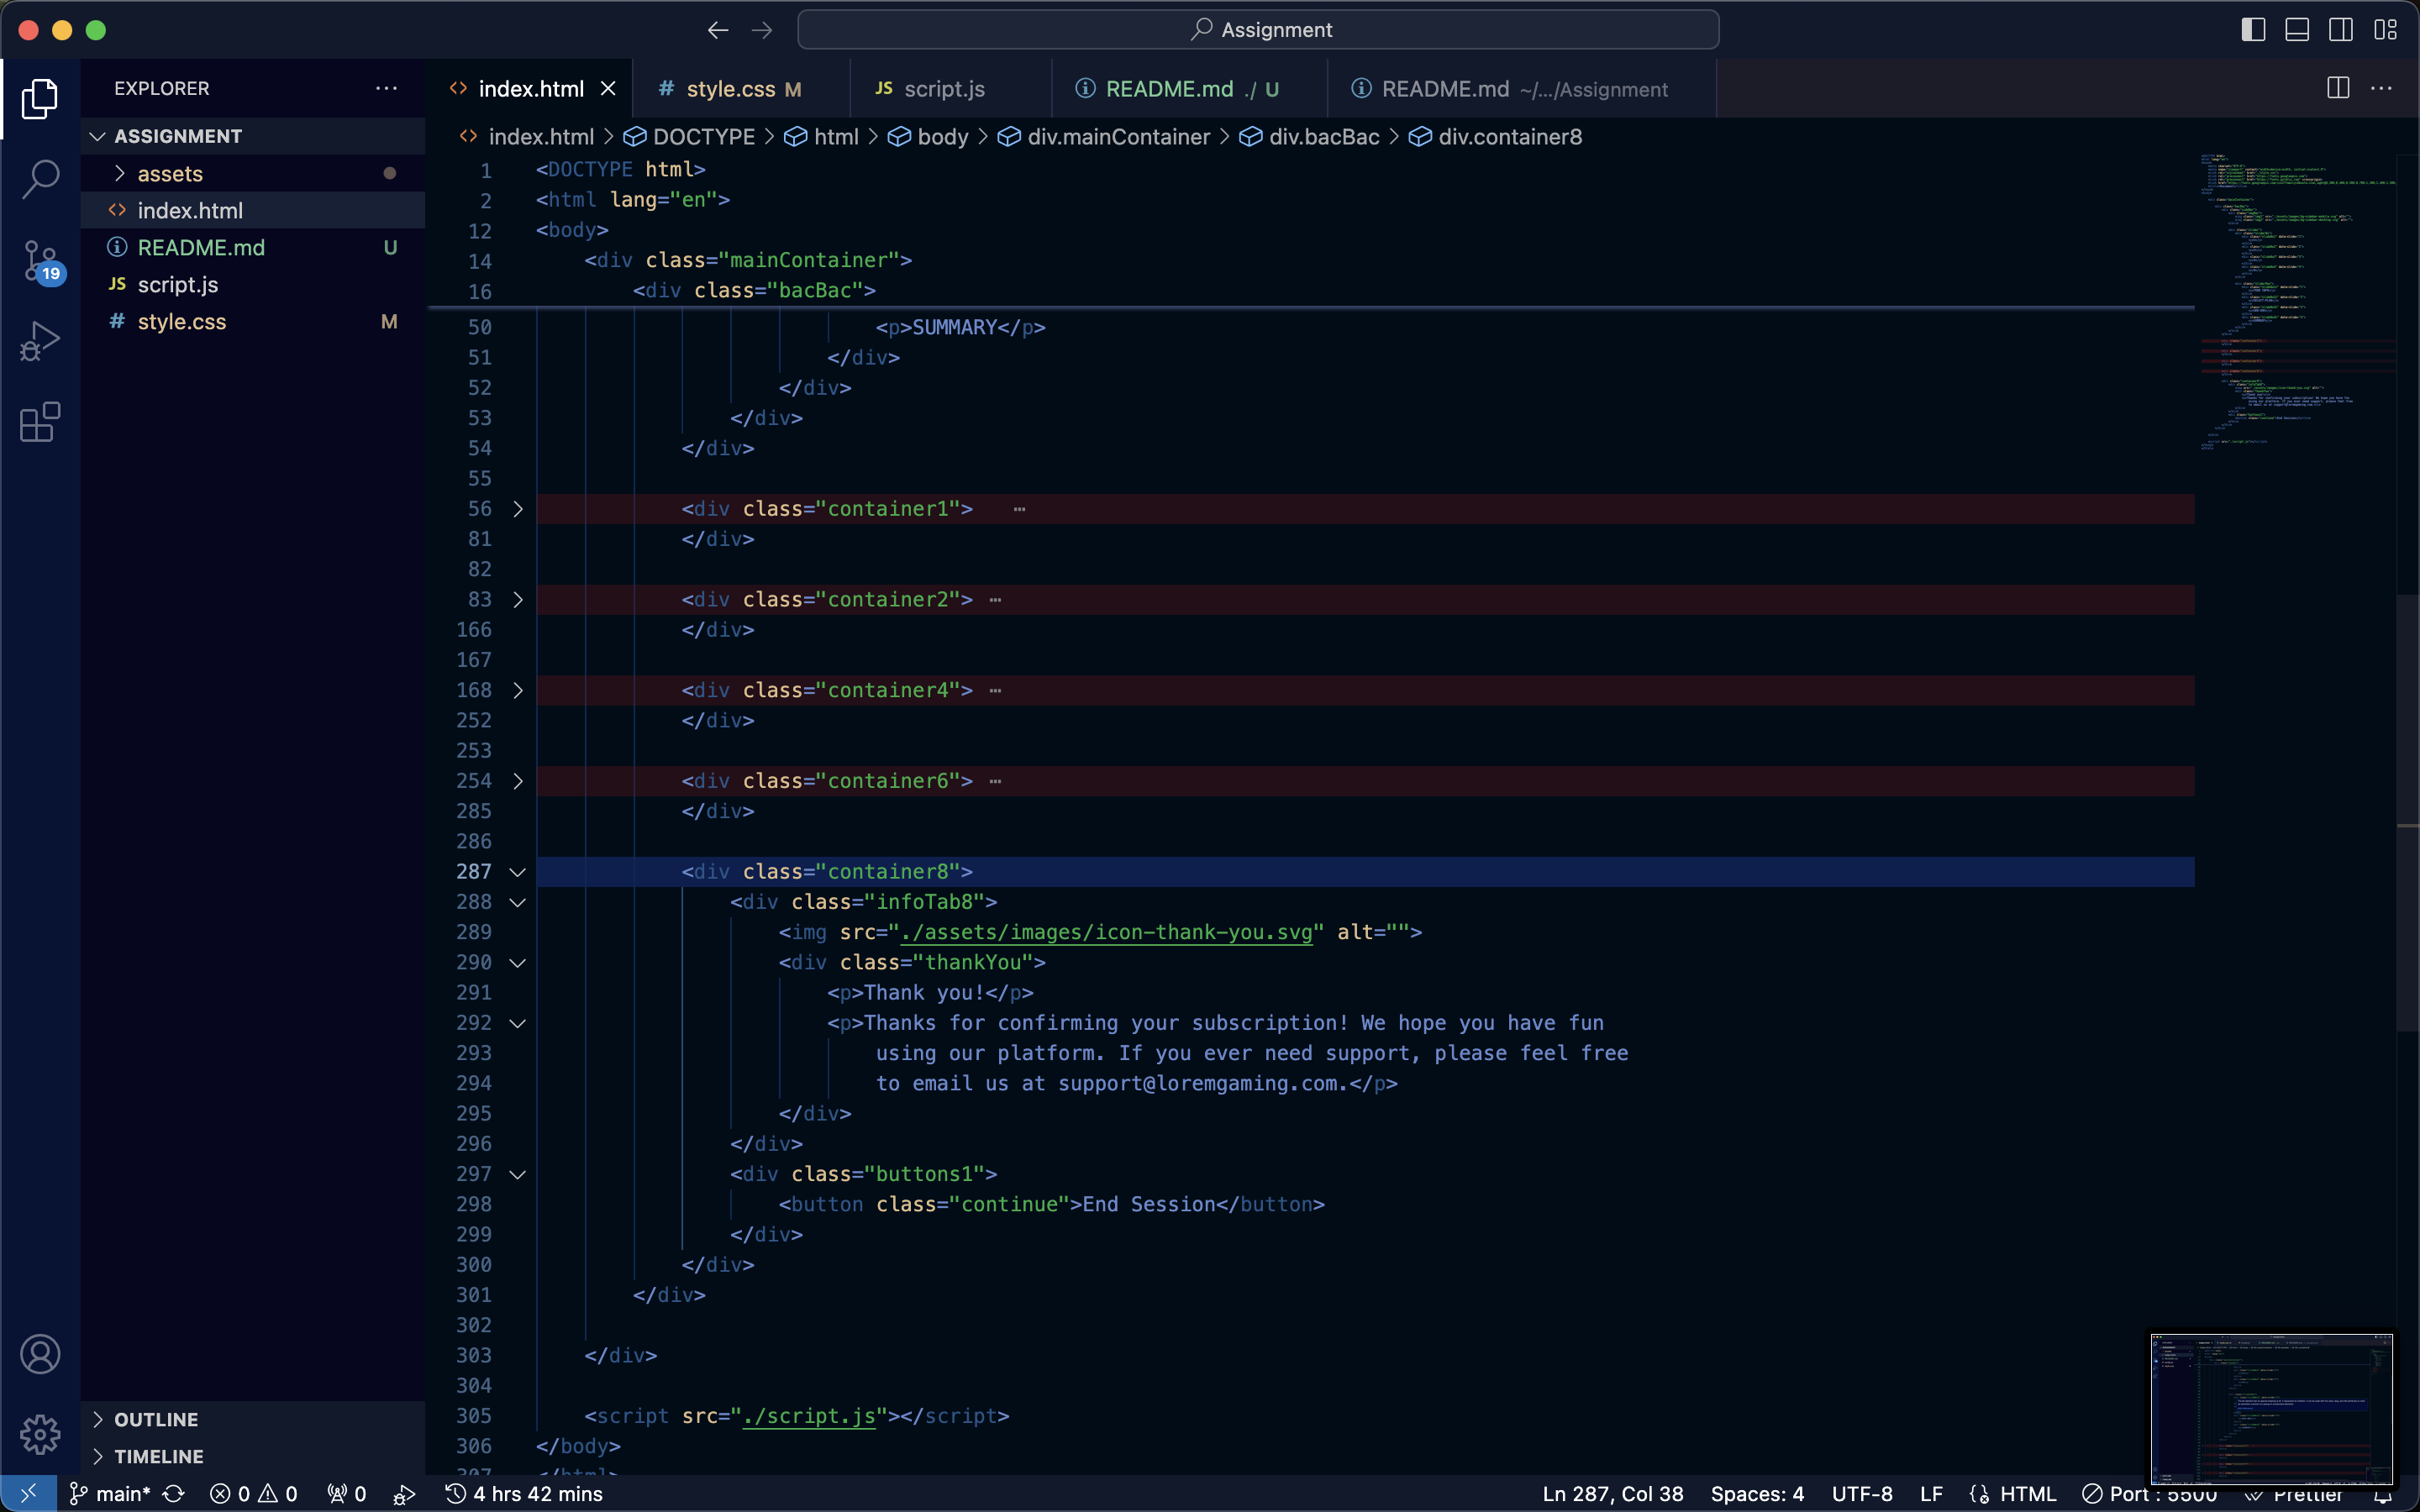 Assignment
EXPLORER
ASSIGNMENT
assets
index.html
README.md U
script.js
style.css M
OUTLINE
TIMELINE
19
index.html
style.css M
JS script.js
README.md ./ U
README.md ~/.../Assignment
index.html > DOCTYPE > html > body > div.mainContainer > div.bacBac > div.container8
1 <DOCTYPE html>
2 <html lang="en">
12 <body>
14 <div class="mainContainer">
16 <div class="bacBac">
50 <p>SUMMARY</p>
51 </div>
52 </div>
53 </div>
54 </div>
55
56 <div class="container1"> ⋯
81 </div>
82
83 <div class="container2"> ⋯
166 </div>
167
168 <div class="container4"> ⋯
252 </div>
253
254 <div class="container6"> ⋯
285 </div>
286
287 <div class="container8">
288 <div class="infoTab8">
289 <img src="./assets/images/icon-thank-you.svg" alt="">
290 <div class="thankYou">
291 <p>Thank you!</p>
292 <p>Thanks for confirming your subscription! We hope you have fun
293 using our platform. If you ever need support, please feel free
294 to email us at support@loremgaming.com.</p>
295 </div>
296 </div>
297 <div class="buttons1">
298 <button class="continue">End Session</button>
299 </div>
300 </div>
301 </div>
302
303 </div>
304
305 <script src="./script.js"></script>
306 </body>
307 </html>
main* 0 0 0 4 hrs 42 mins Ln 287, Col 38 Spaces: 4 UTF-8 LF HTML Port : 5500 Prettier